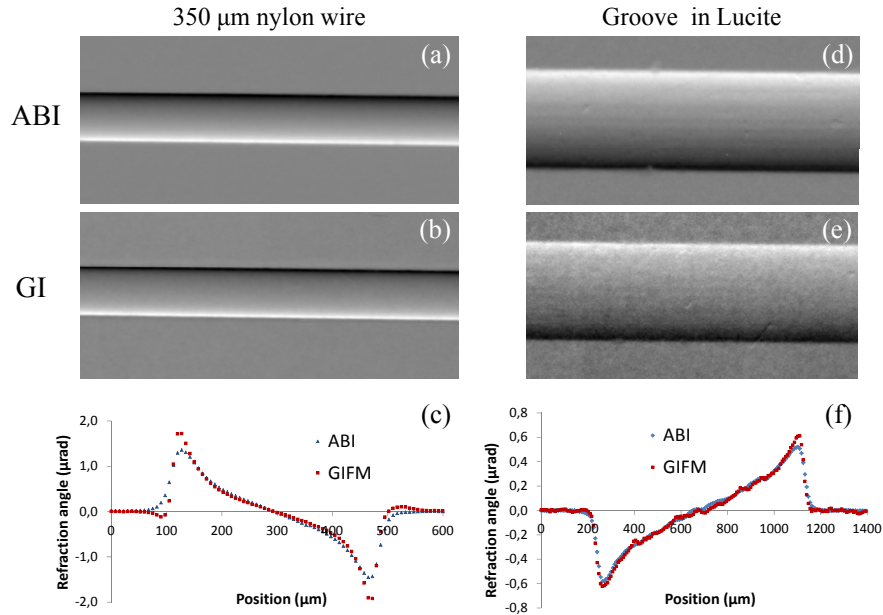 350 μm nylon wire
Groove in Lucite
(a)
(d)
ABI
(b)
(e)
GI
(c)
2,0
1,0
0,0
-1,0
-2,0
0
100
200
300
400
500
600
Refraction angle (μrad)
Position (μm)
ABI
GIFM
(f)
0,8
0,6
0,4
0,2
0,0
-0,2
-0,4
-0,6
-0,8
0
200
400
600
800
1000
1200
1400
Refraction angle (μrad)
Position (μm)
ABI
GIFM